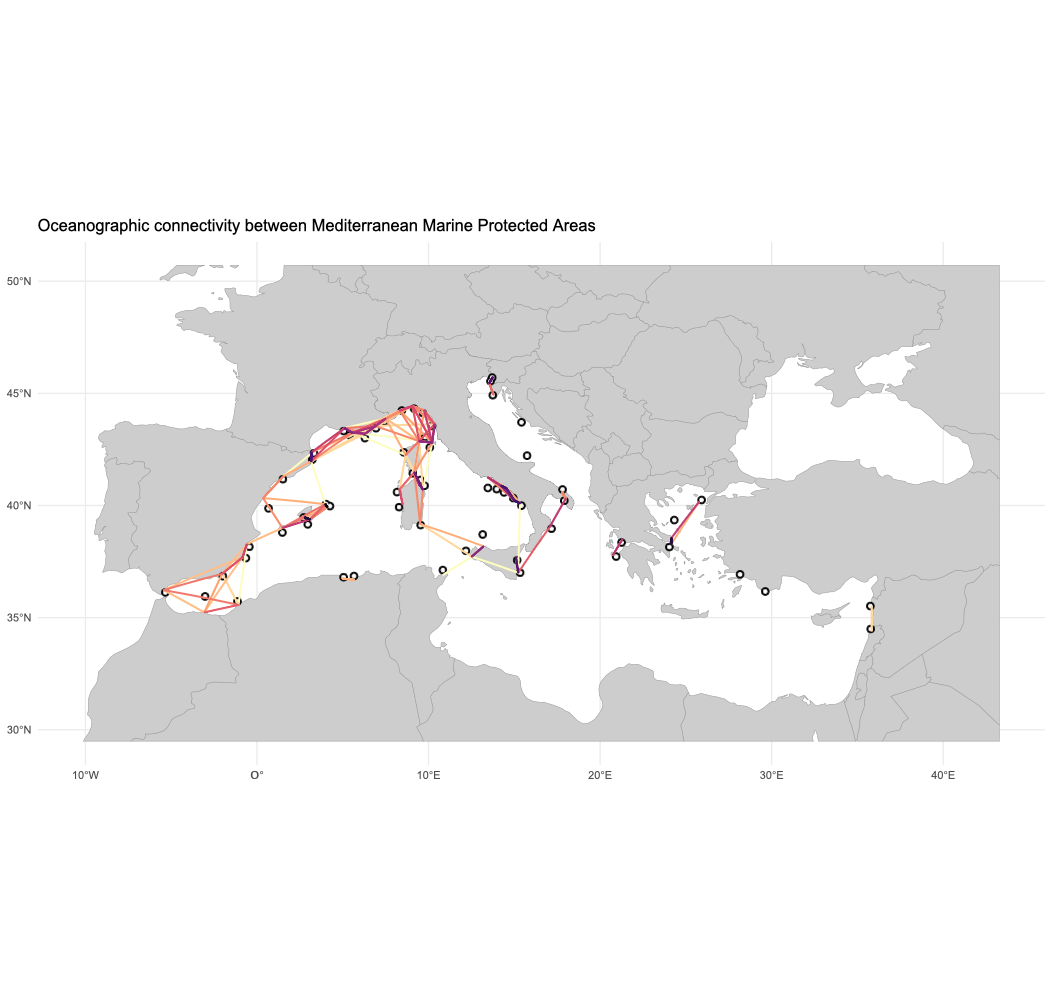 Oceanographic connectivity between Mediterranean Marine Protected Areas
50°N
45°N
40°N
35°N
30°N
10°W
0°
10°E
20°E
30°E
40°E